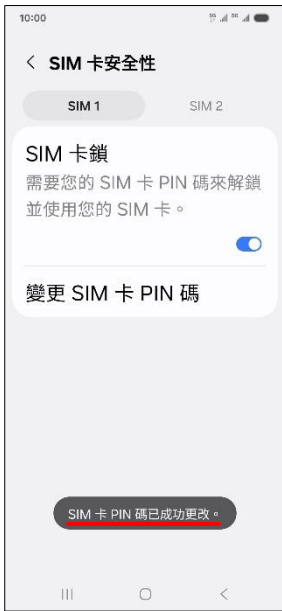 10:00
5G 5G
SIM 卡安全性
SIM 1 SIM 2
SIM 卡鎖
需要您的 SIM 卡 PIN 碼來解鎖
並使用您的 SIM 卡。
變更 SIM 卡 PIN 碼
SIM 卡 PIN 碼已成功更改。